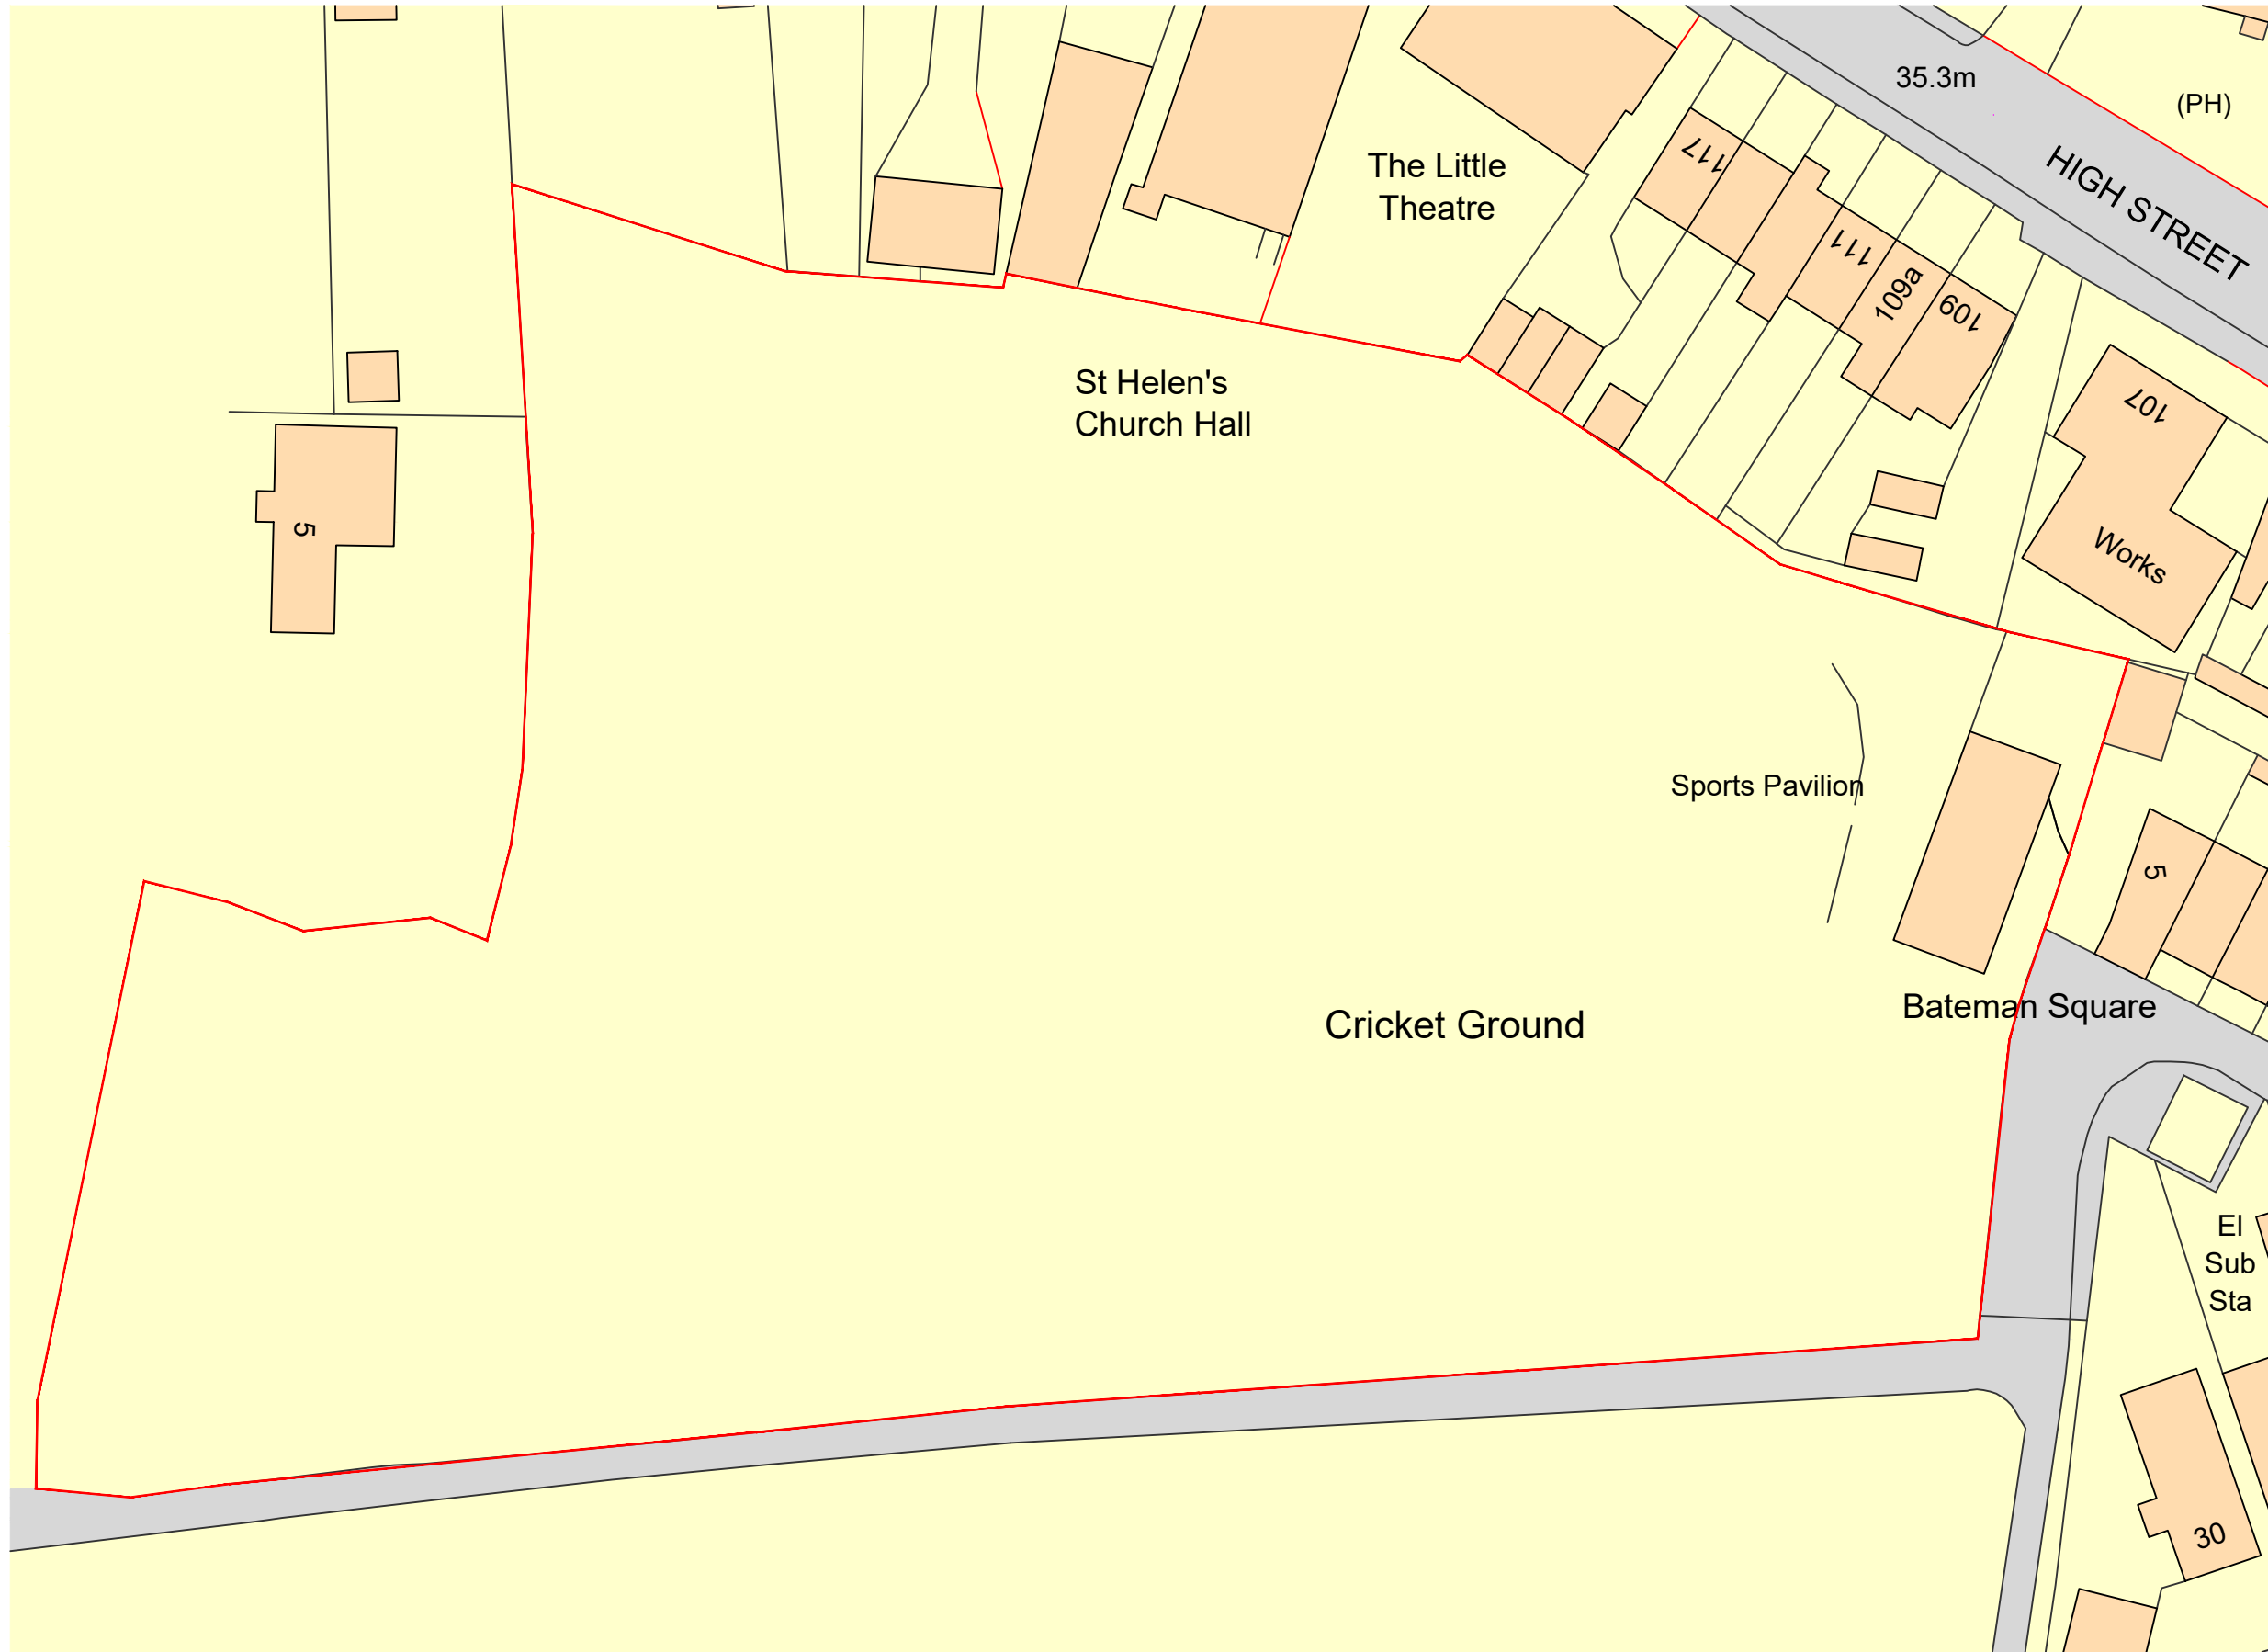 35.3m
(PH)
HIGH STREET
The Little
Theatre
117
111
109a
109
107
Works
St Helen's
Church Hall
5
Sports Pavilion
5
Bateman Square
Cricket Ground
El
Sub
Sta
30